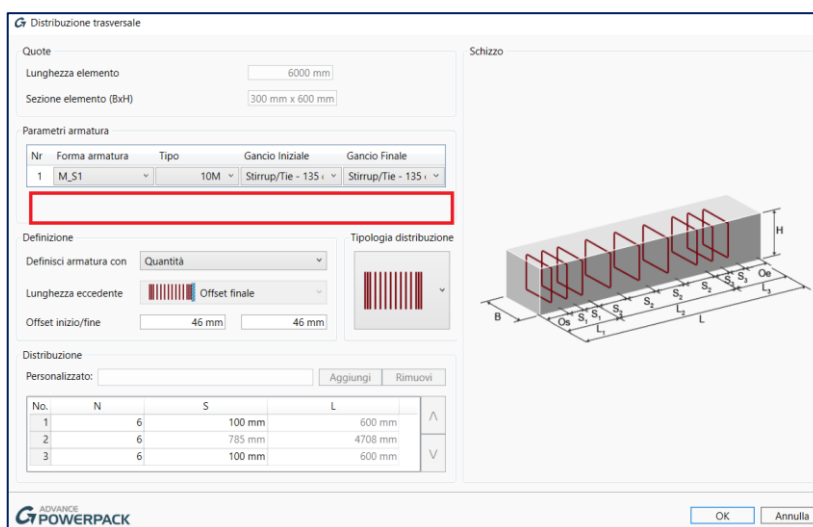 Distribuzione trasversale
Quote
Lunghezza elemento 6000 mm
Sezione elemento (BxH) 300 mm x 600 mm
Parametri armatura
Nr Forma armatura Tipo Gancio Iniziale Gancio Finale
1 M_S1 10M Stirrup/Tie - 135 Stirrup/Tie - 135
Definizione
Definisci armatura con Quantità
Lunghezza eccedente Offset finale
Offset inizio/fine 46 mm 46 mm
Tipologia distribuzione
Distribuzione
Personalizzato: Aggiungi Rimuovi
No. N S L
1 6 100 mm 600 mm
2 6 785 mm 4708 mm
3 6 100 mm 600 mm
Schizzo
H
B
Os S1 S1 S2 S2 S2 S2 S3 S3 Oe
L1 L2 L3
L
ADVANCE
POWERPACK
OK Annulla